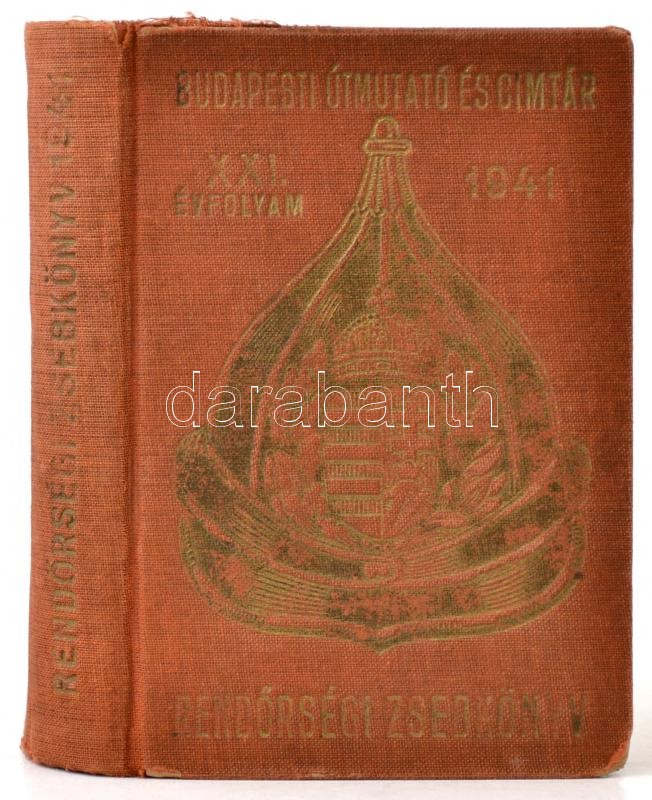 BUDAPESTI ÚTMUTATÓ ÉS CIMTÁR
XXI.
ÉVFOLYAM
1941
RENDŐRSÉGI ZSEBKÖNYV
RENDŐRSÉGI ZSEBKÖNYV 1941
darabanth